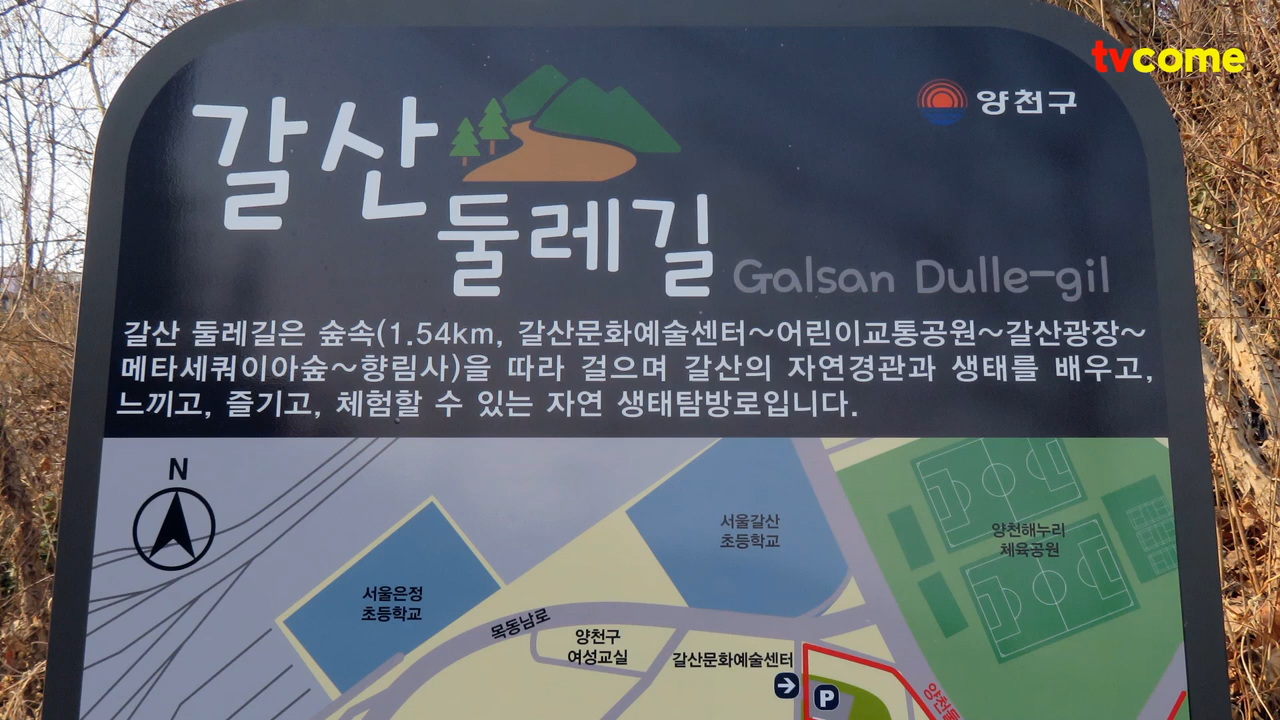 tvcome
양천구
갈산
둘레길
Galsan Dulle-gil
갈산 둘레길은 숲속(1.54km, 갈산문화예술센터~어린이교통공원~갈산광장~
메타세쿼이아숲~향림사)을 따라 걸으며 갈산의 자연경관과 생태를 배우고,
느끼고, 즐기고, 체험할 수 있는 자연 생태탐방로입니다.
N
서울갈산
초등학교
양천해누리
체육공원
서울은정
초등학교
목동남로
양천구
여성교실
갈산문화예술센터
P